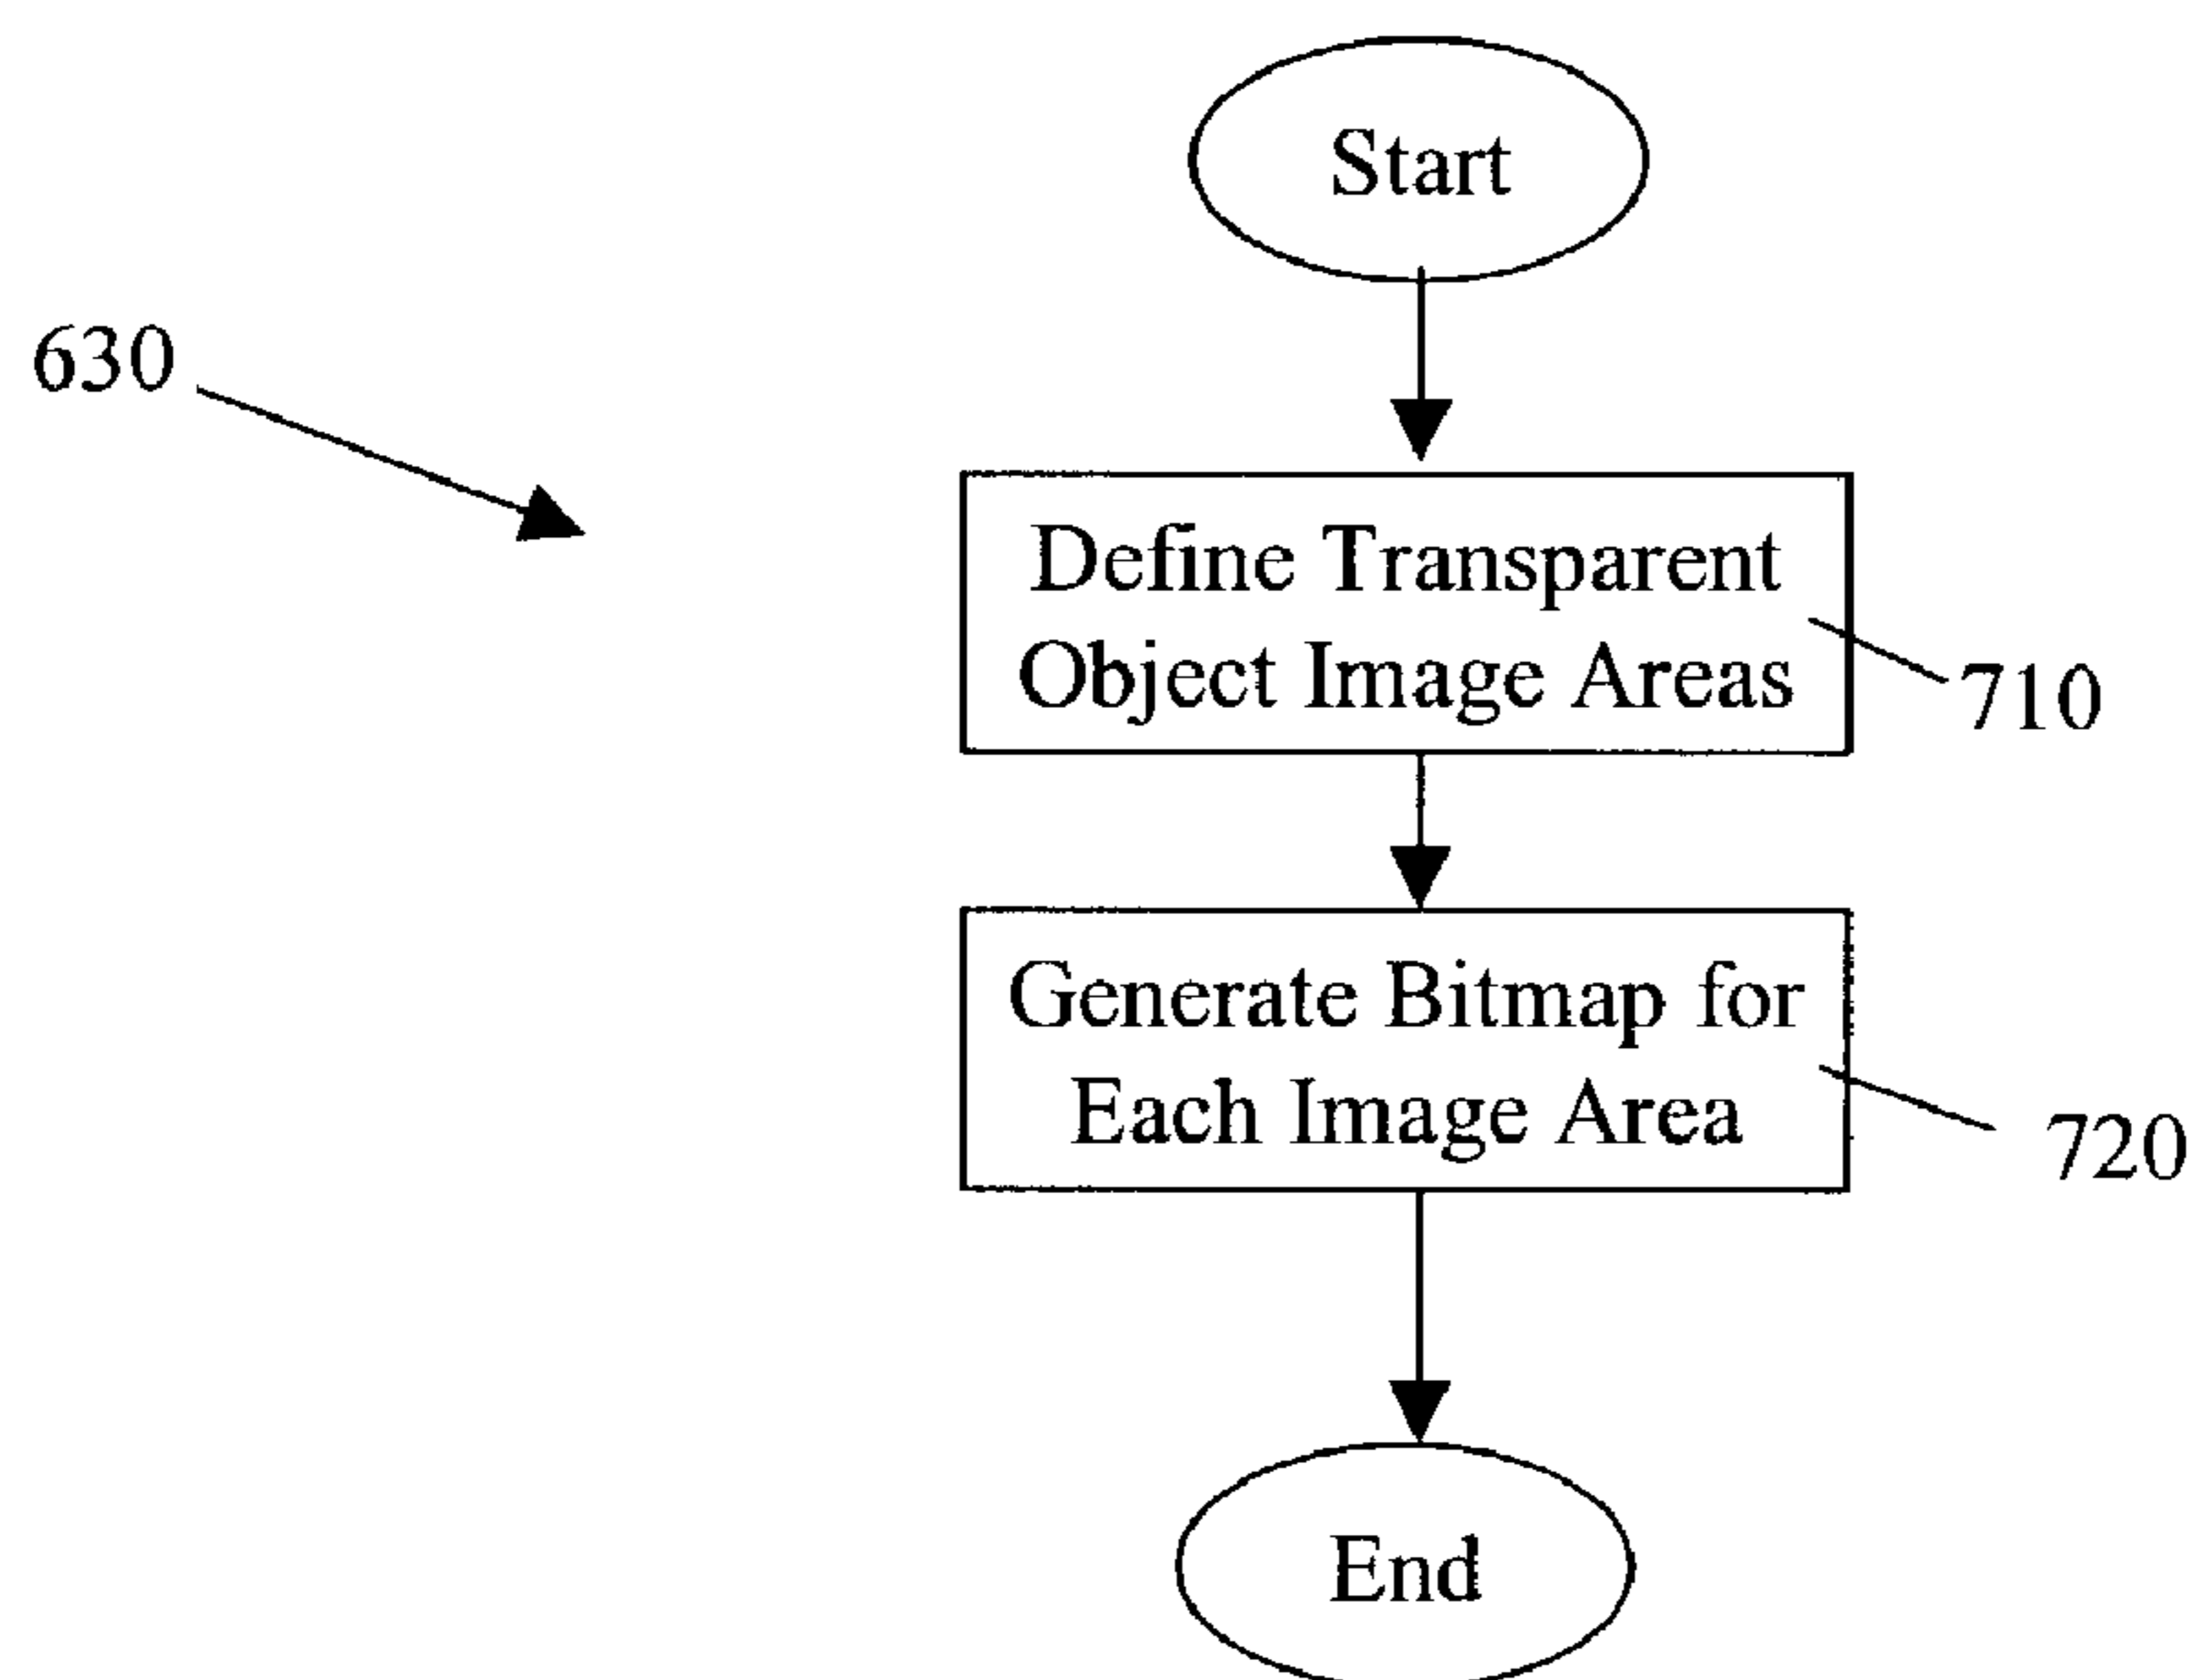 Start
630
Define Transparent
Object Image Areas
710
Generate Bitmap for
Each Image Area
720
End